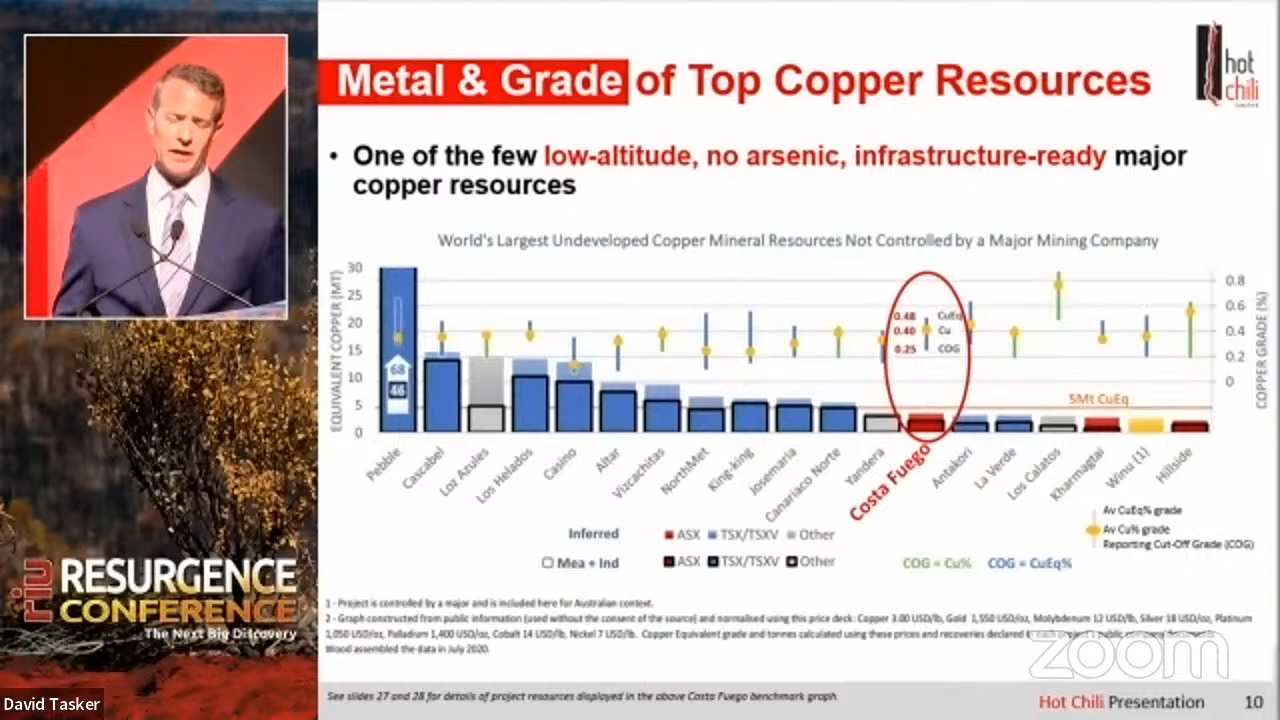 Metal & Grade of Top Copper Resources
hot
chili
• One of the few low-altitude, no arsenic, infrastructure-ready major
copper resources
World's Largest Undeveloped Copper Mineral Resources Not Controlled by a Major Mining Company
EQUIVALENT COPPER (MT)
30
25
20
15
10
5
0
68
46
0.48 CuEq
0.40 Cu
0.25 COG
5Mt CuEq
0.8
0.6
0.4
0.2
0
COPPER GRADE (%)
Pebble
Cascabel
Loz Azules
Los Helados
Casino
Altar
Vizcachitas
NorthMet
King-king
Josemaria
Canariaco Norte
Yandera
Costa Fuego
Antakori
La Verde
Los Calatos
Kharmagtai
Winu (1)
Hillside
Av CuEq% grade
Av Cu% grade
Reporting Cut-Off Grade (COG)
Inferred ASX TSX/TSXV Other
Mea + Ind ASX TSX/TSXV Other
COG = Cu% COG = CuEq%
1 - Project is controlled by a major and is included here for Australian context.
2 - Graph constructed from public information (used without the consent of the source) and normalised using this price deck: Copper 3.00 USD/lb, Gold 1,550 USD/oz, Molybdenum 12 USD/lb, Silver 18 USD/oz, Platinum
1,050 USD/oz, Palladium 1,400 USD/oz, Cobalt 14 USD/lb, Nickel 7 USD/lb. Copper Equivalent grade and tonnes calculated using these prices and recoveries declared in each project's public
Wood assembled the data in July 2020.
See slides 27 and 28 for details of project resources displayed in the above Costa Fuego benchmark graph.
Hot Chili Presentation 10
riu RESURGENCE
CONFERENCE
The Next Big Discovery
David Tasker
zoom